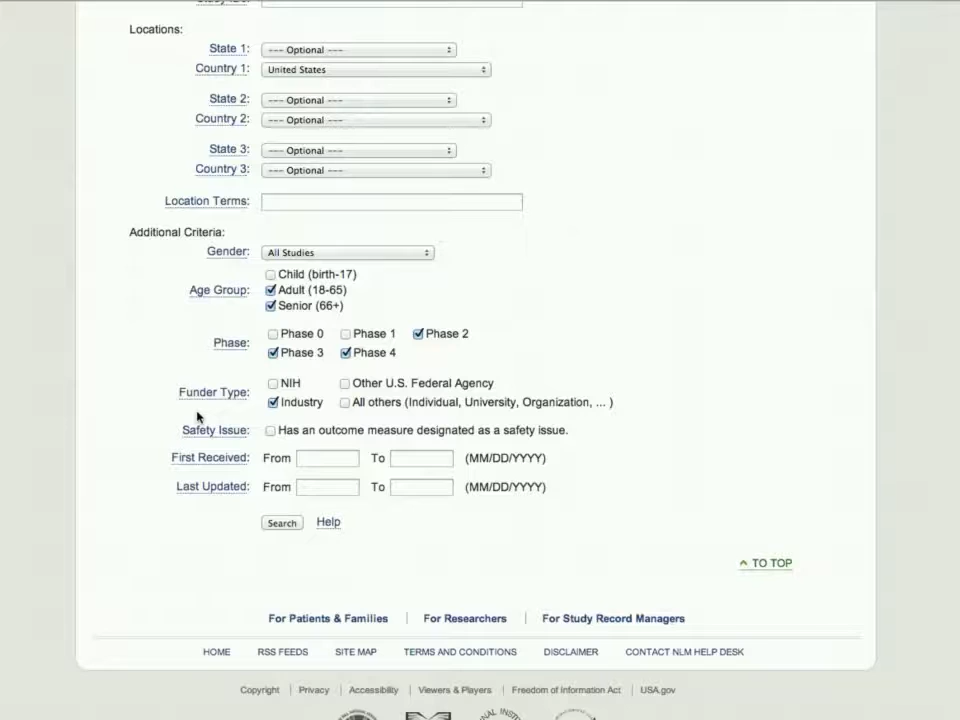 Locations:
State 1: --- Optional ---
Country 1: United States
State 2: --- Optional ---
Country 2: --- Optional ---
State 3: --- Optional ---
Country 3: --- Optional ---
Location Terms:
Additional Criteria:
Gender: All Studies
Child (birth-17)
Age Group: Adult (18-65)
Senior (66+)
Phase 0 Phase 1 Phase 2
Phase:
Phase 3 Phase 4
NIH Other U.S. Federal Agency
Funder Type:
Industry All others (Individual, University, Organization, ... )
Safety Issue: Has an outcome measure designated as a safety issue.
First Received: From To (MM/DD/YYYY)
Last Updated: From To (MM/DD/YYYY)
Search Help
TO TOP
For Patients & Families | For Researchers | For Study Record Managers
HOME RSS FEEDS SITE MAP TERMS AND CONDITIONS DISCLAIMER CONTACT NLM HELP DESK
Copyright | Privacy | Accessibility | Viewers & Players | Freedom of Information Act | USA.gov